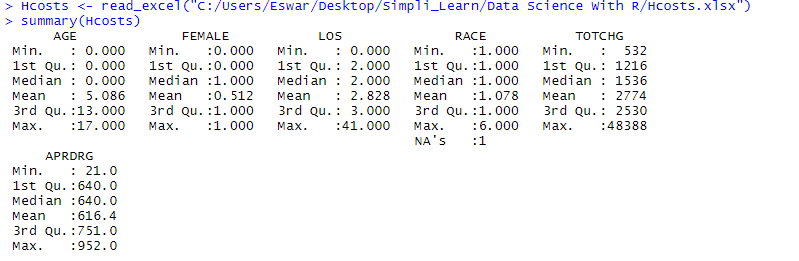 > Hcosts <- read_excel("C:/Users/Eswar/Desktop/Simpli_Learn/Data Science With R/Hcosts.xlsx")
> summary(Hcosts)
      AGE             FEMALE           LOS              RACE           TOTCHG
 Min.   : 0.000   Min.   :0.000   Min.   : 0.000   Min.   :1.000   Min.   :  532
 1st Qu.: 0.000   1st Qu.:0.000   1st Qu.: 2.000   1st Qu.:1.000   1st Qu.: 1216
 Median : 0.000   Median :1.000   Median : 2.000   Median :1.000   Median : 1536
 Mean   : 5.086   Mean   :0.512   Mean   : 2.828   Mean   :1.078   Mean   : 2774
 3rd Qu.:13.000   3rd Qu.:1.000   3rd Qu.: 3.000   3rd Qu.:1.000   3rd Qu.: 2530
 Max.   :17.000   Max.   :1.000   Max.   :41.000   Max.   :6.000   Max.   :48388
                                                   NA's   :1
     APRDRG
 Min.   : 21.0
 1st Qu.:640.0
 Median :640.0
 Mean   :616.4
 3rd Qu.:751.0
 Max.   :952.0